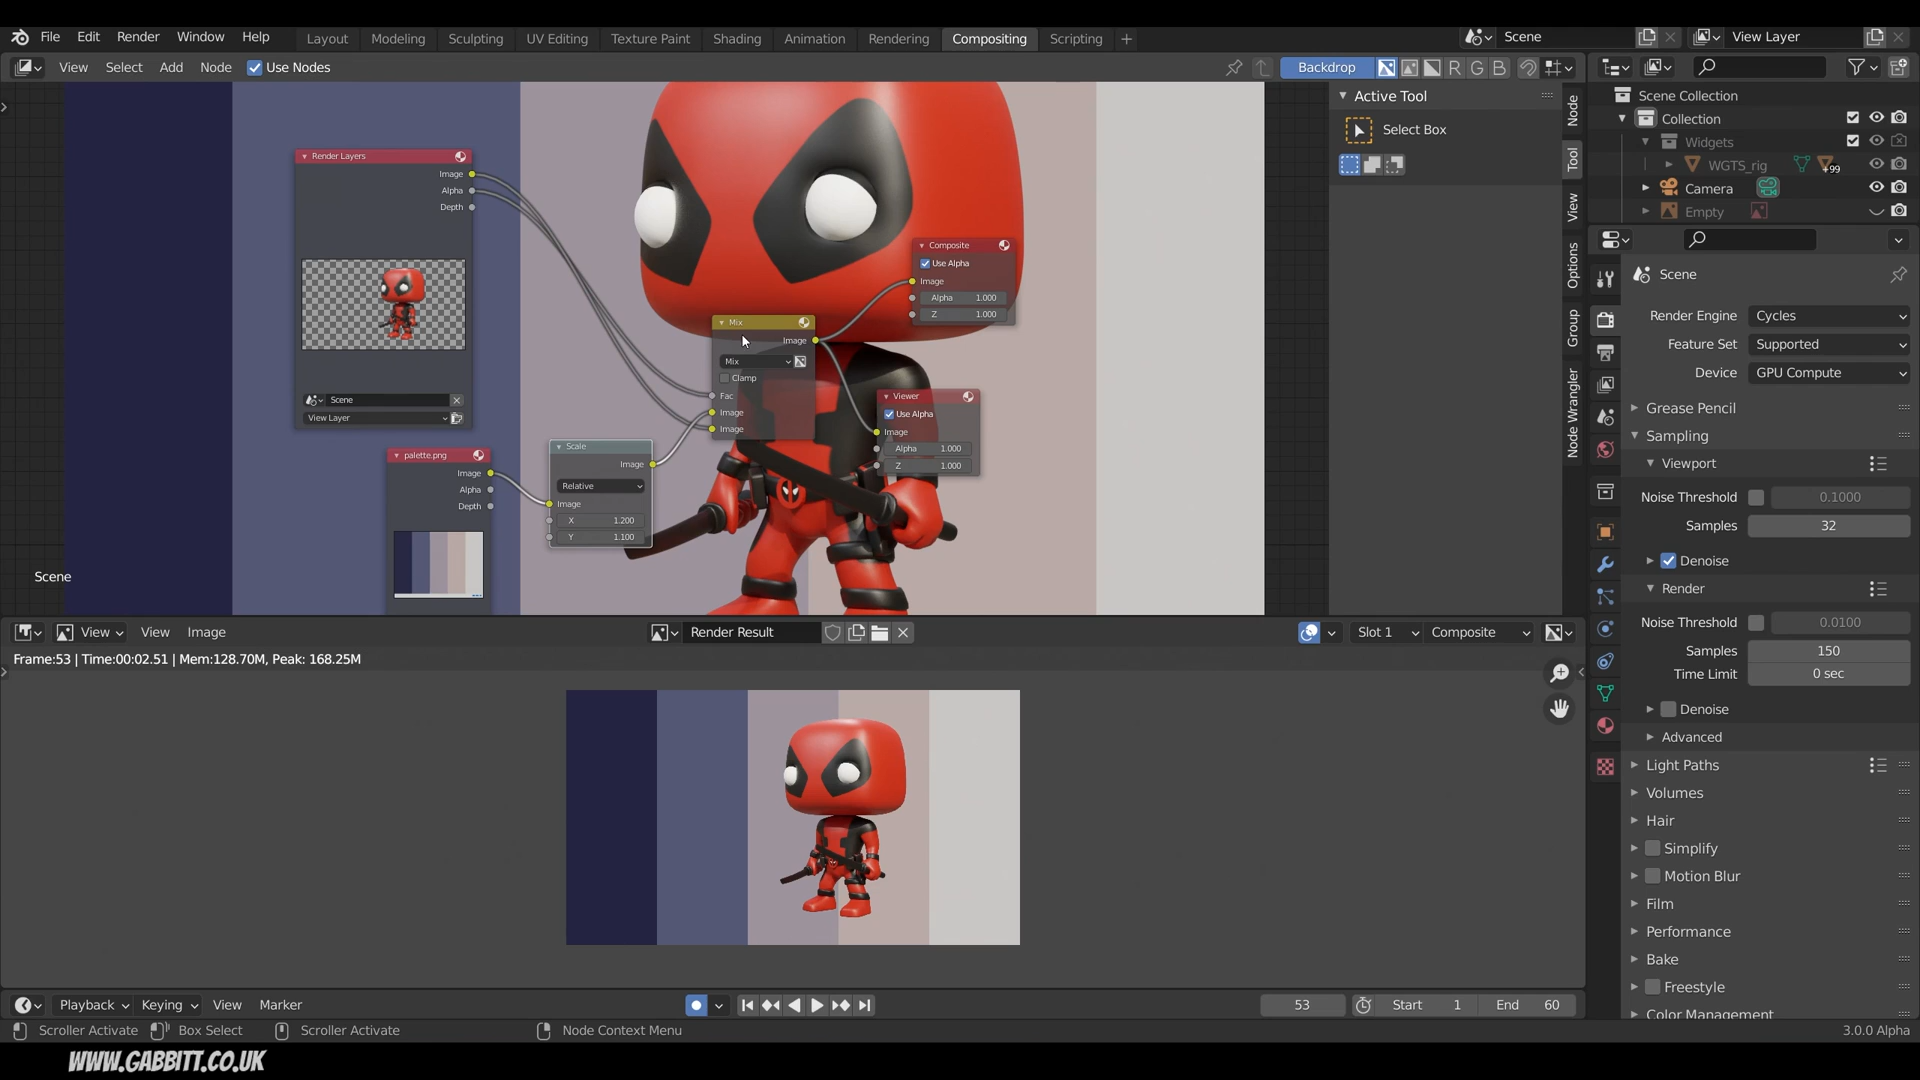 File Edit Render Window Help Layout Modeling Sculpting UV Editing Texture Paint Shading Animation Rendering Compositing Scripting + Scene View Layer
View Select Add Node Use Nodes Backdrop R G B
Active Tool
Select Box
Node
Tool
View
Options
Group
Node Wrangler
Scene Collection
Collection
Widgets
WGTS_rig +99
Camera
Empty
Render Layers
Image
Alpha
Depth
Scene
View Layer
palette.png
Image
Alpha
Depth
Scale
Image
Relative
Image
X 1.200
Y 1.100
Mix
Image
Mix
Clamp
Fac
Image
Image
Composite
Use Alpha
Image
Alpha 1.000
Z 1.000
Viewer
Use Alpha
Image
Alpha 1.000
Z 1.000
Scene
Scene
Render Engine Cycles
Feature Set Supported
Device GPU Compute
Grease Pencil
Sampling
Viewport
Noise Threshold 0.1000
Samples 32
Denoise
Render
Noise Threshold 0.0100
Samples 150
Time Limit 0 sec
Denoise
Advanced
Light Paths
Volumes
Hair
Simplify
Motion Blur
Film
Performance
Bake
Freestyle
Color Management
View View Image Render Result Slot 1 Composite
Frame:53 | Time:00:02.51 | Mem:128.70M, Peak: 168.25M
Playback Keying View Marker 53 Start 1 End 60
Scroller Activate Box Select Scroller Activate Node Context Menu 3.0.0 Alpha
WWW.GABBITT.CO.UK